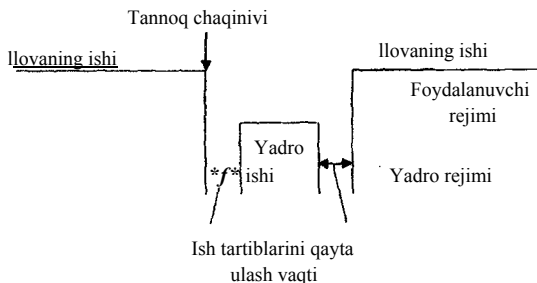 Tannoq chaqinivi
llovaning ishi
llovaning ishi
Foydalanuvchi
rejimi
Yadro
*f* ishi
Yadro rejimi
Ish tartiblarini qayta
ulash vaqti